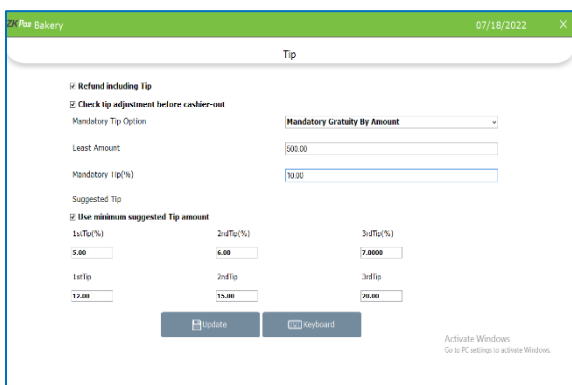 ZKPos Bakery 07/18/2022 X
Tip
Refund including Tip
Check tip adjustment before cashier-out
Mandatory Tip Option Mandatory Gratuity By Amount
Least Amount 500.00
Mandatory Tip(%) 10.00
Suggested Tip
Use minimum suggested Tip amount
1stTip(%) 2ndTip(%) 3rdTip(%)
5.00 6.00 7.0000
1stTip 2ndTip 3rdTip
12.00 15.00 20.00
Update Keyboard
Activate Windows
Go to PC settings to activate Windows.